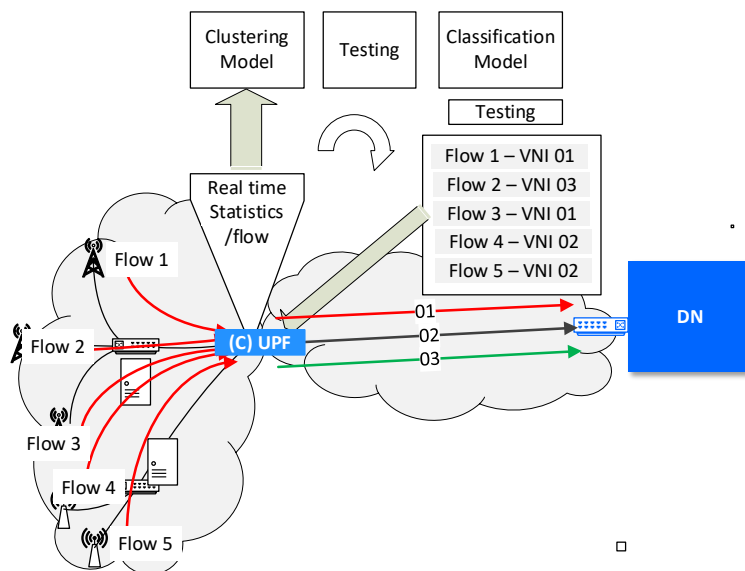 Clustering
Model
Testing
Classification
Model
Testing
Flow 1 – VNI 01
Flow 2 – VNI 03
Flow 3 – VNI 01
Flow 4 – VNI 02
Flow 5 – VNI 02
Real time
Statistics
/flow
Flow 1
Flow 2
Flow 3
Flow 4
Flow 5
(C) UPF
01
02
03
DN